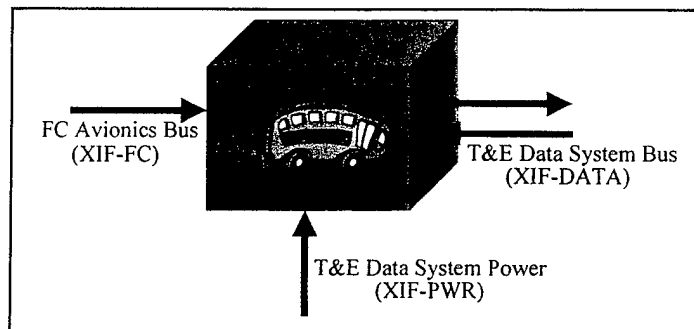 FC Avionics Bus
(XIF-FC)
T&E Data System Bus
(XIF-DATA)
T&E Data System Power
(XIF-PWR)